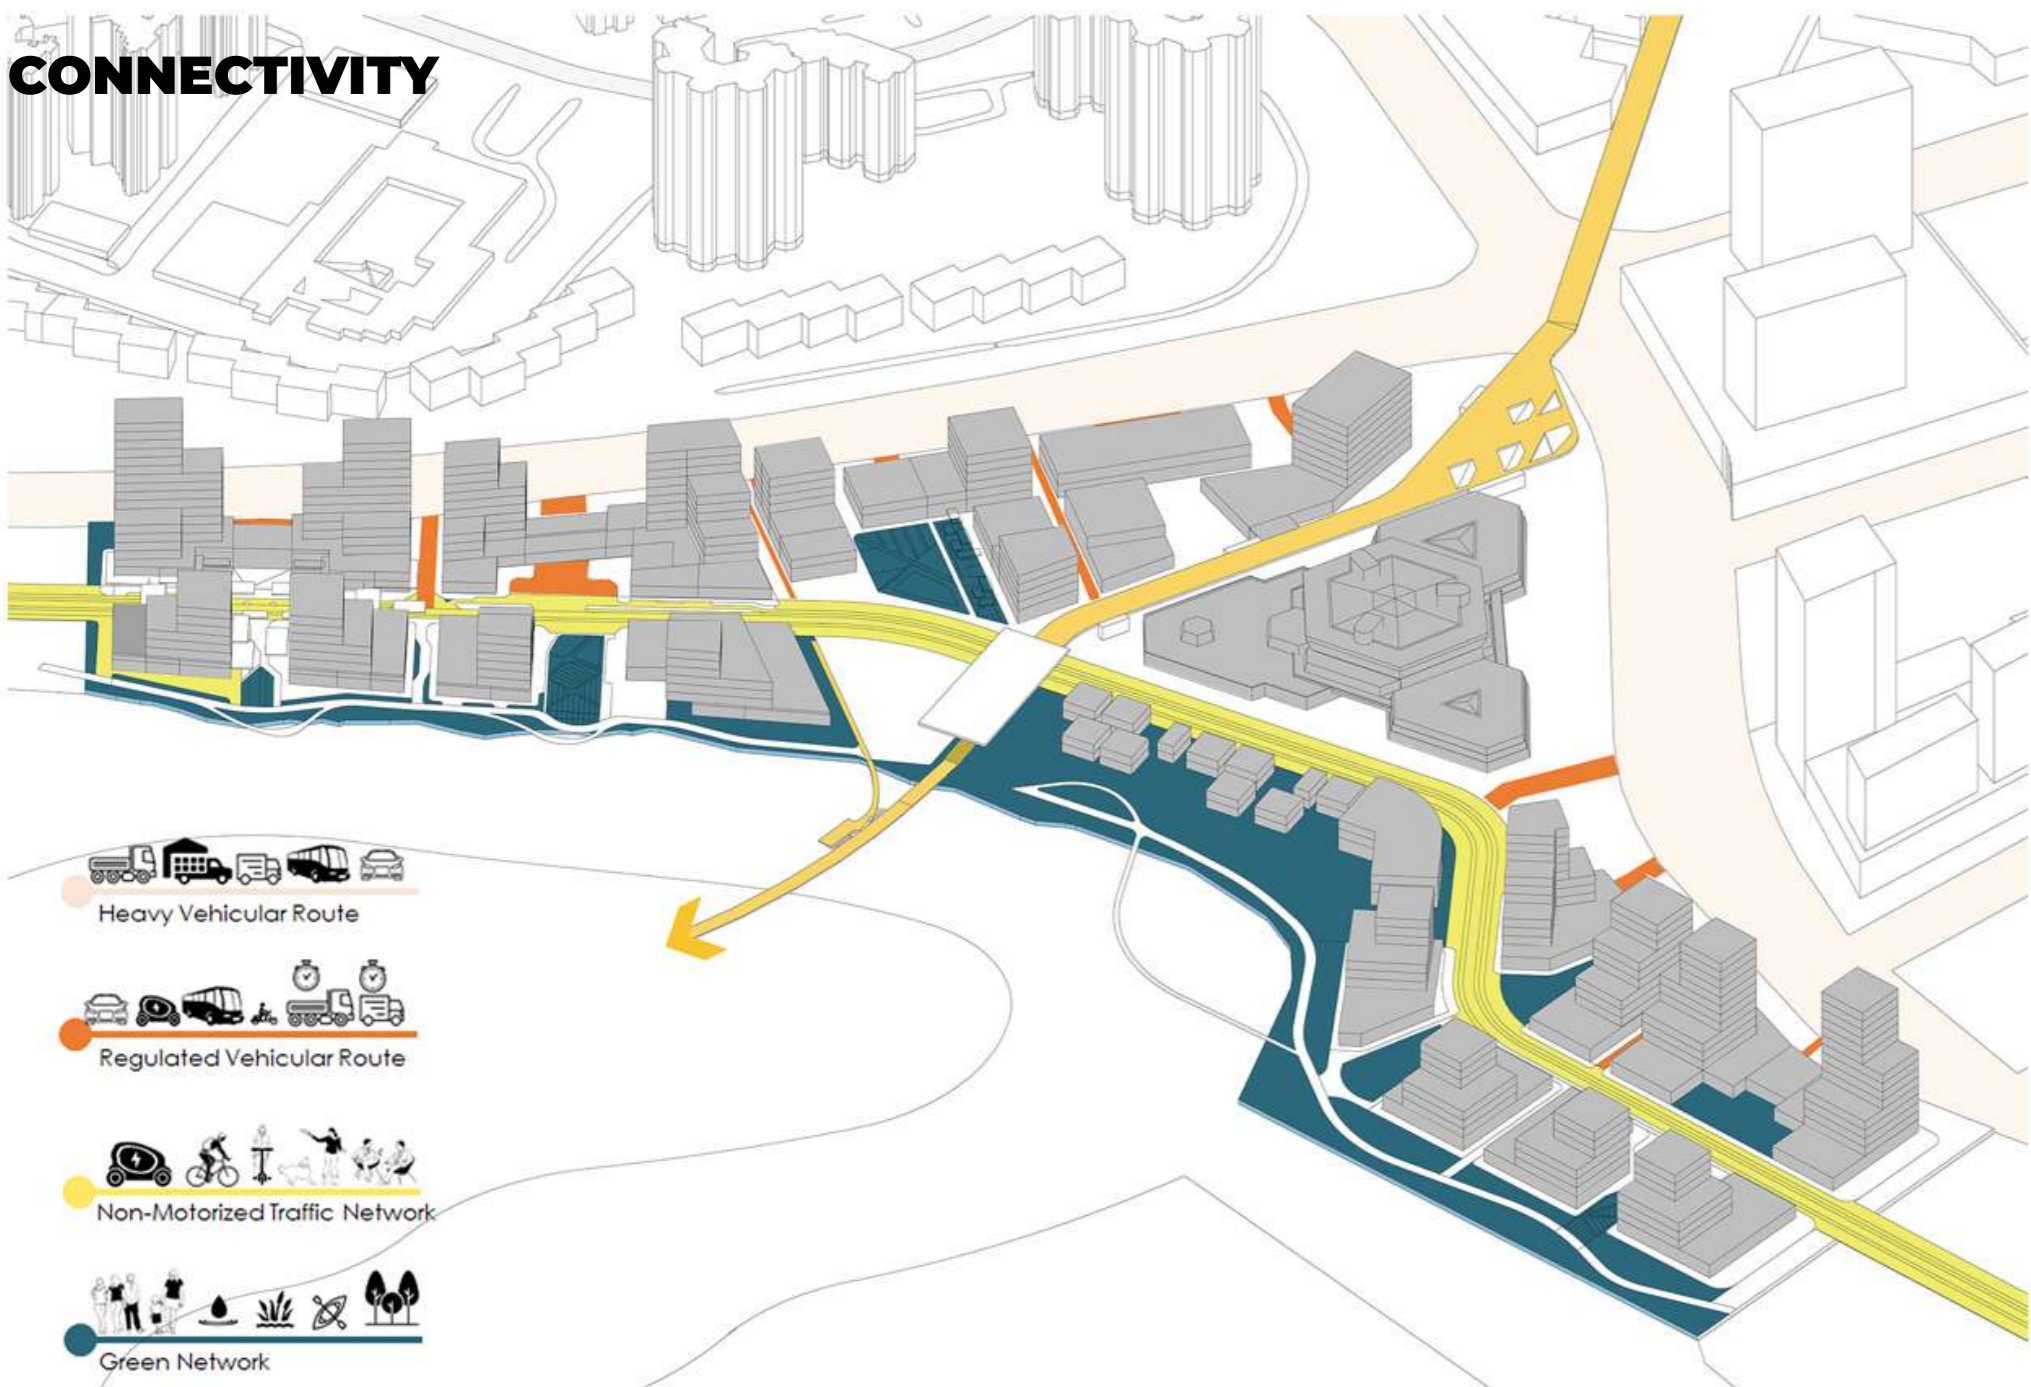 CONNECTIVITY
Heavy Vehicular Route
Regulated Vehicular Route
Non-Motorized Traffic Network
Green Network